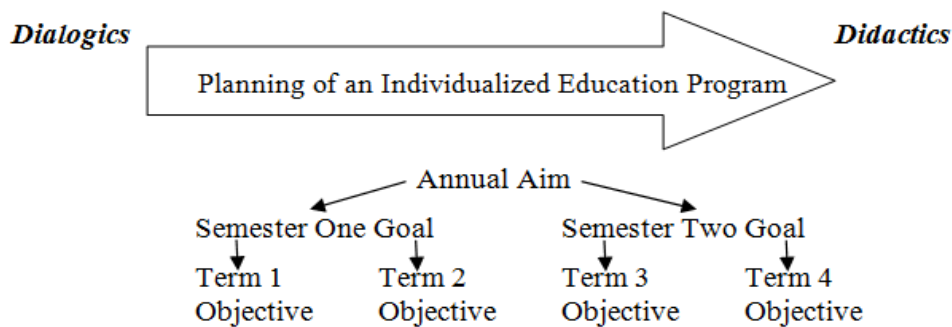 Dialogics
Didactics
Planning of an Individualized Education Program
Annual Aim
Semester One Goal
Semester Two Goal
Term 1
Objective
Term 2
Objective
Term 3
Objective
Term 4
Objective